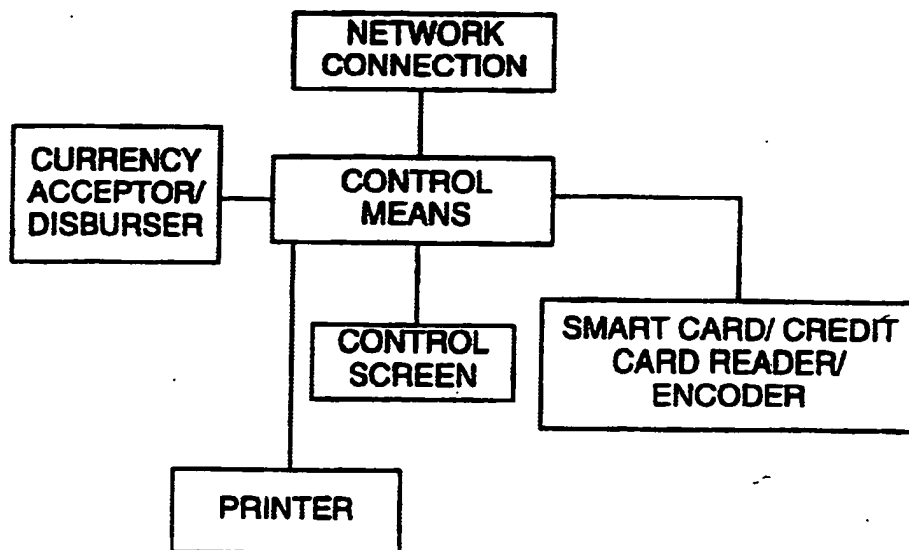 NETWORK
CONNECTION
CURRENCY
ACCEPTOR/
DISBURSER
CONTROL
MEANS
CONTROL
SCREEN
SMART CARD/ CREDIT
CARD READER/
ENCODER
PRINTER